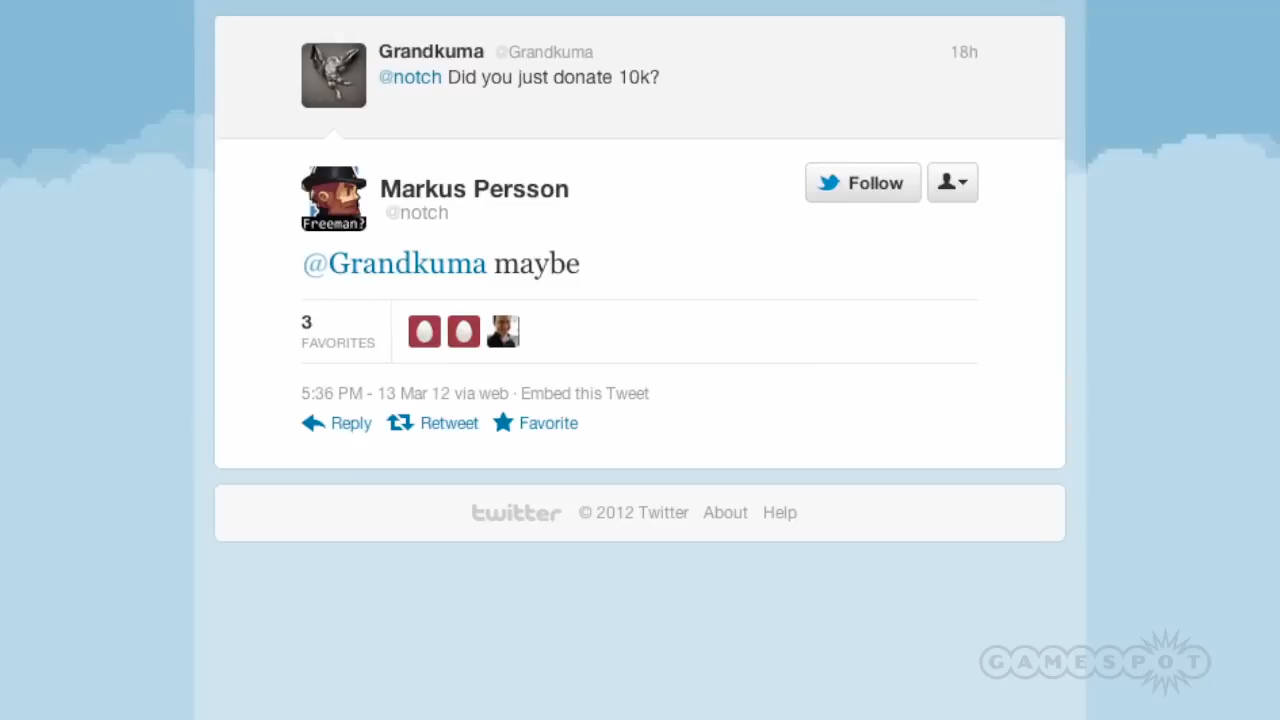 Grandkuma @Grandkuma 18h
@notch Did you just donate 10k?
Freeman?
Markus Persson
@notch
Follow
@Grandkuma maybe
3
FAVORITES
5:36 PM - 13 Mar 12 via web · Embed this Tweet
Reply Retweet Favorite
twitter © 2012 Twitter About Help
GAMESPOT